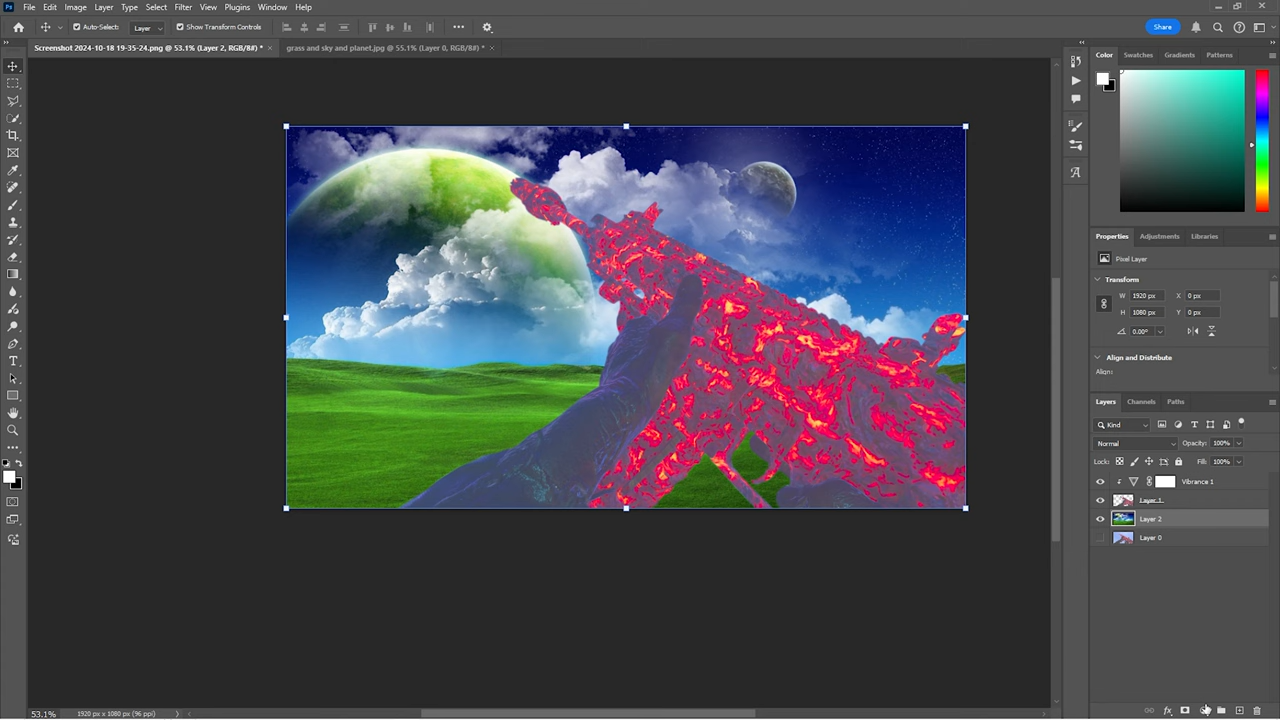 Ps File Edit Image Layer Type Select Filter View Plugins Window Help
Auto-Select: Layer Show Transform Controls Share
Screenshot 2024-10-18 19-35-24.png @ 53.1% (Layer 2, RGB/8#) * × grass and sky and planet.jpg @ 55.1% (Layer 0, RGB/8#) * ×
Color Swatches Gradients Patterns
Properties Adjustments Libraries
Pixel Layer
Transform
W 1920 px X 0 px
H 1080 px Y 0 px
0.00°
Align and Distribute
Align:
Layers Channels Paths
Kind
Normal Opacity: 100%
Lock: Fill: 100%
Vibrance 1
Layer 1
Layer 2
Layer 0
fx
53.1% 1920 px x 1080 px (96 ppi)